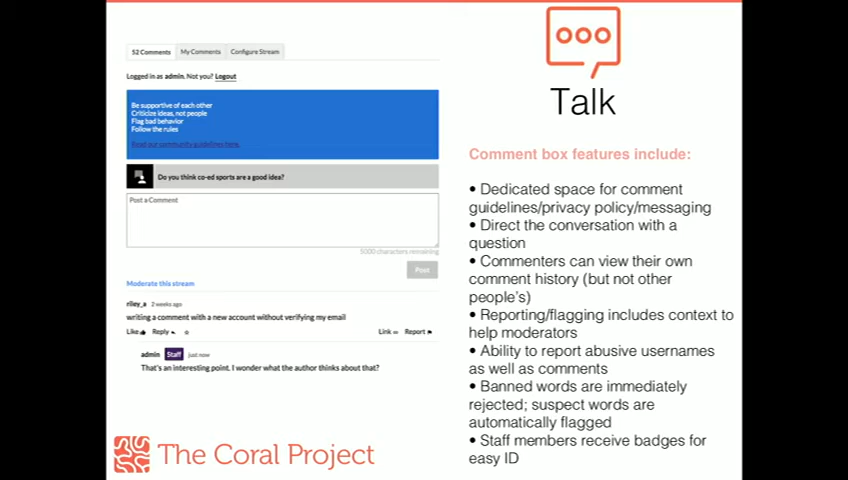 52 Comments My Comments Configure Stream
Logged in as admin. Not you? Logout
Be supportive of each other
Criticize ideas, not people
Flag bad behavior
Follow the rules
Read our community guidelines here.
Do you think co-ed sports are a good idea?
Post a Comment
5000 characters remaining
Post
Moderate this stream
riley_a 2 weeks ago
writing a comment with a new account without verifying my email
Like Reply Link Report
admin Staff just now
That's an interesting point. I wonder what the author thinks about that?
The Coral Project
Talk
Comment box features include:
• Dedicated space for comment
guidelines/privacy policy/messaging
• Direct the conversation with a
question
• Commenters can view their own
comment history (but not other
people's)
• Reporting/flagging includes context to
help moderators
• Ability to report abusive usernames
as well as comments
• Banned words are immediately
rejected; suspect words are
automatically flagged
• Staff members receive badges for
easy ID